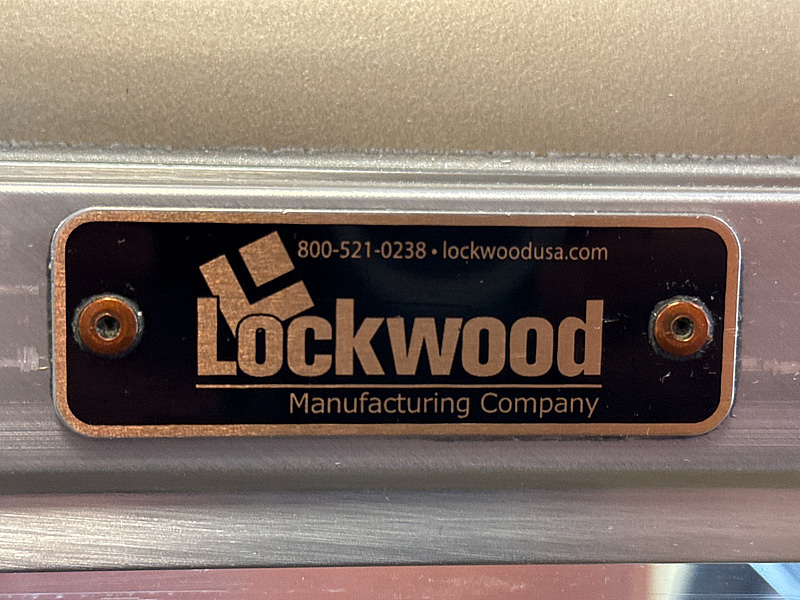 800-521-0238 • lockwoodusa.com
Lockwood
Manufacturing Company